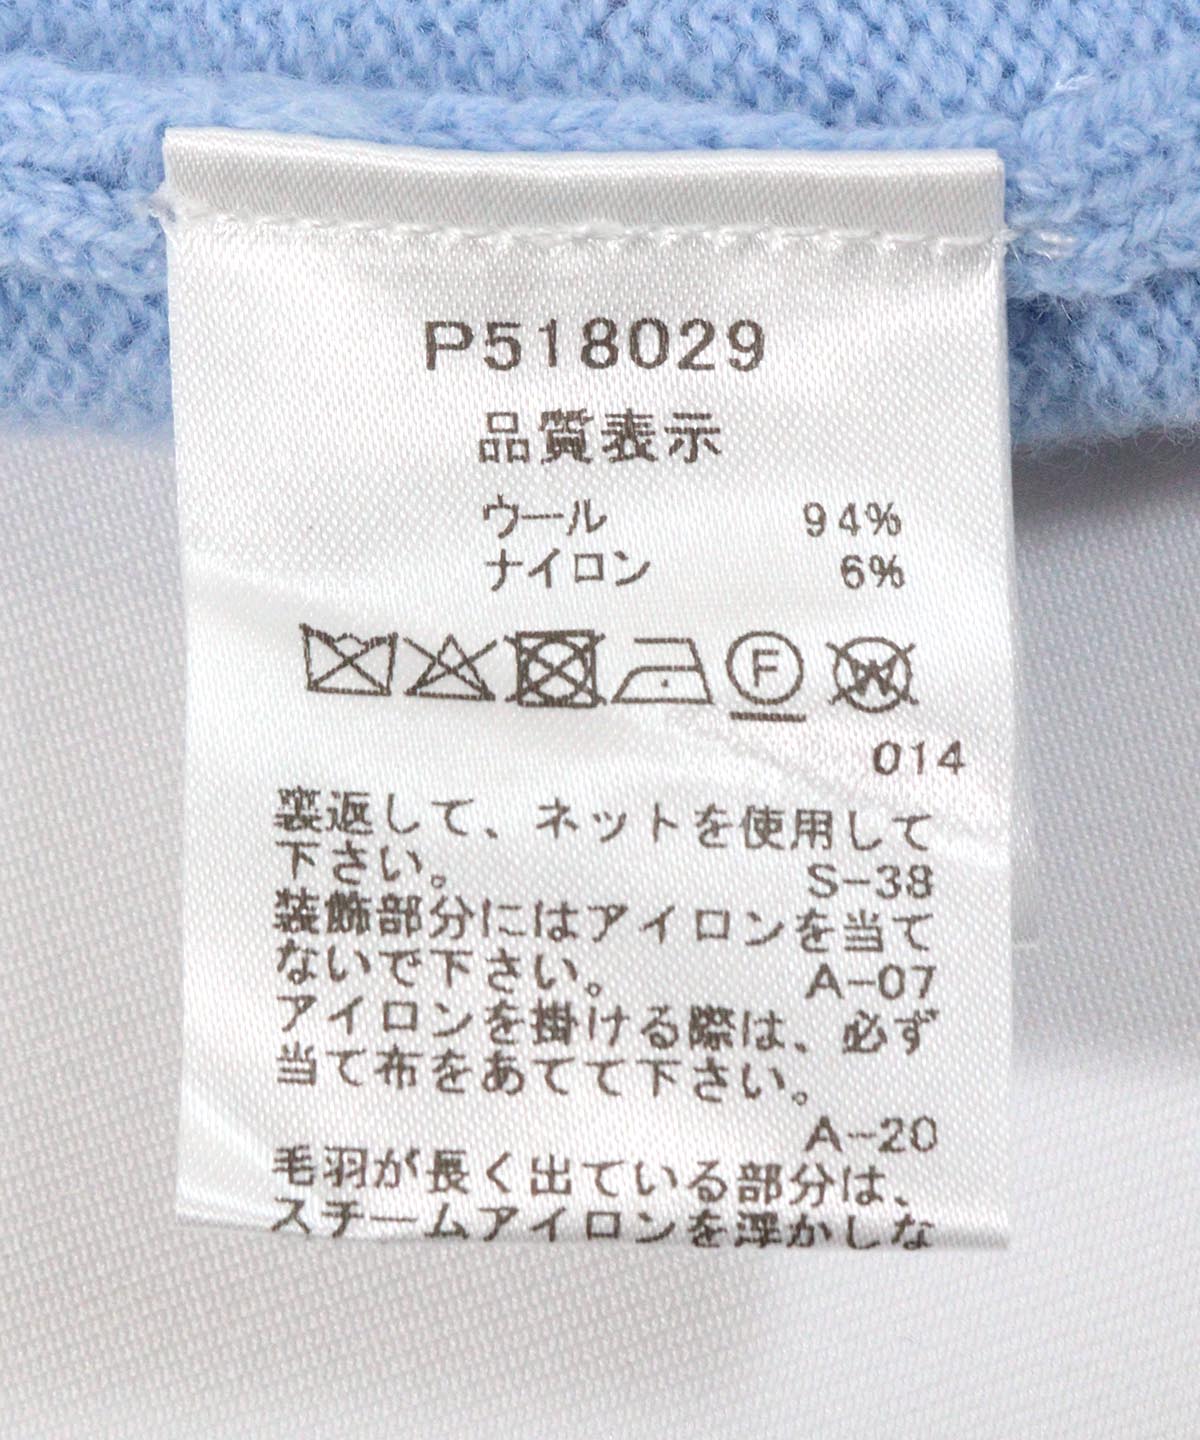 P518029
品質表示
ウール 94%
ナイロン 6%
F W
014
裏返して、ネットを使用して
下さい。 S-38
装飾部分にはアイロンを当て
ないで下さい。 A-07
アイロンを掛ける際は、必ず
当て布をあてて下さい。
A-20
毛羽が長く出ている部分は、
スチームアイロンを浮かしな